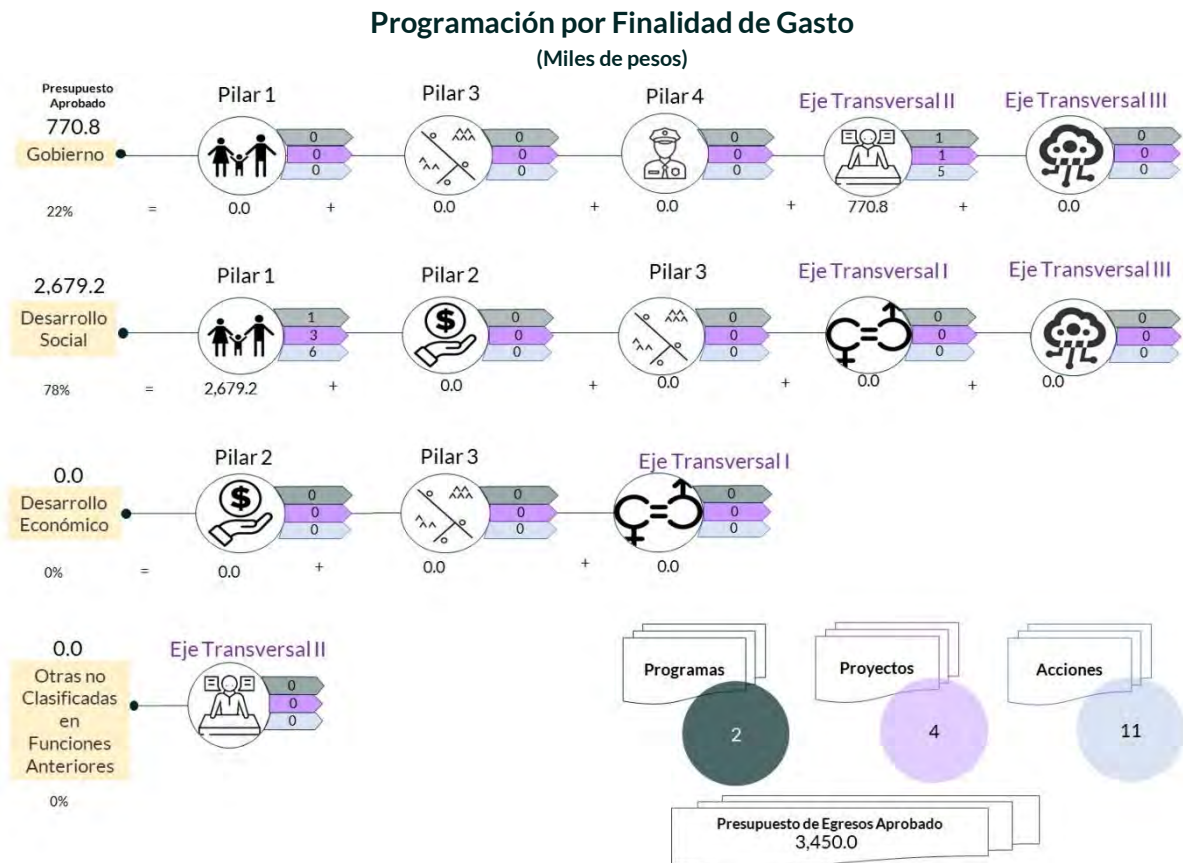 Programación por Finalidad de Gasto
(Miles de pesos)
Presupuesto
Aprobado
770.8
Gobierno
22%
=
Pilar 1
0
0
0
0.0
+
Pilar 3
0
0
0
0.0
+
Pilar 4
0
0
0
0.0
+
Eje Transversal II
1
1
5
770.8
+
Eje Transversal III
0
0
0
0.0
2,679.2
Desarrollo
Social
78%
=
Pilar 1
1
3
6
2,679.2
+
Pilar 2
$
0
0
0
0.0
+
Pilar 3
0
0
0
0.0
+
Eje Transversal I
0
0
0
0.0
+
Eje Transversal III
0
0
0
0.0
0.0
Desarrollo
Económico
0%
=
Pilar 2
$
0
0
0
0.0
+
Pilar 3
0
0
0
0.0
+
Eje Transversal I
0
0
0
0.0
0.0
Otras no
Clasificadas
en
Funciones
Anteriores
0%
Eje Transversal II
0
0
0
Programas
2
Proyectos
4
Acciones
11
Presupuesto de Egresos Aprobado
3,450.0